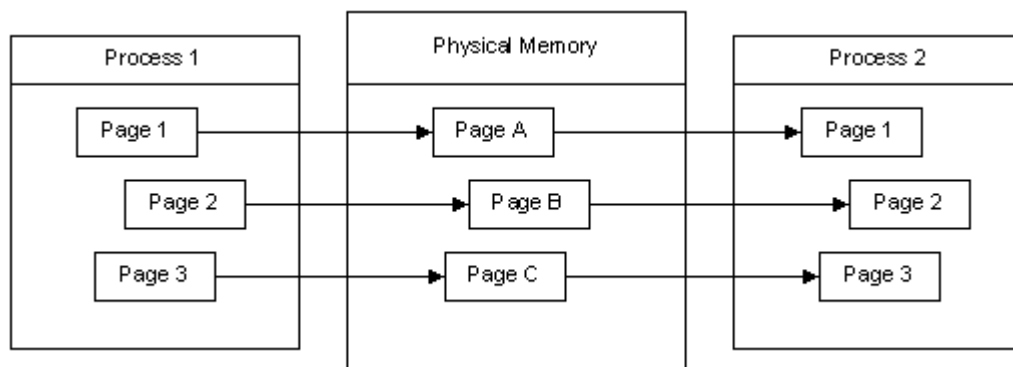 Process 1
Physical Memory
Process 2
Page 1
Page A
Page 1
Page 2
Page B
Page 2
Page 3
Page C
Page 3